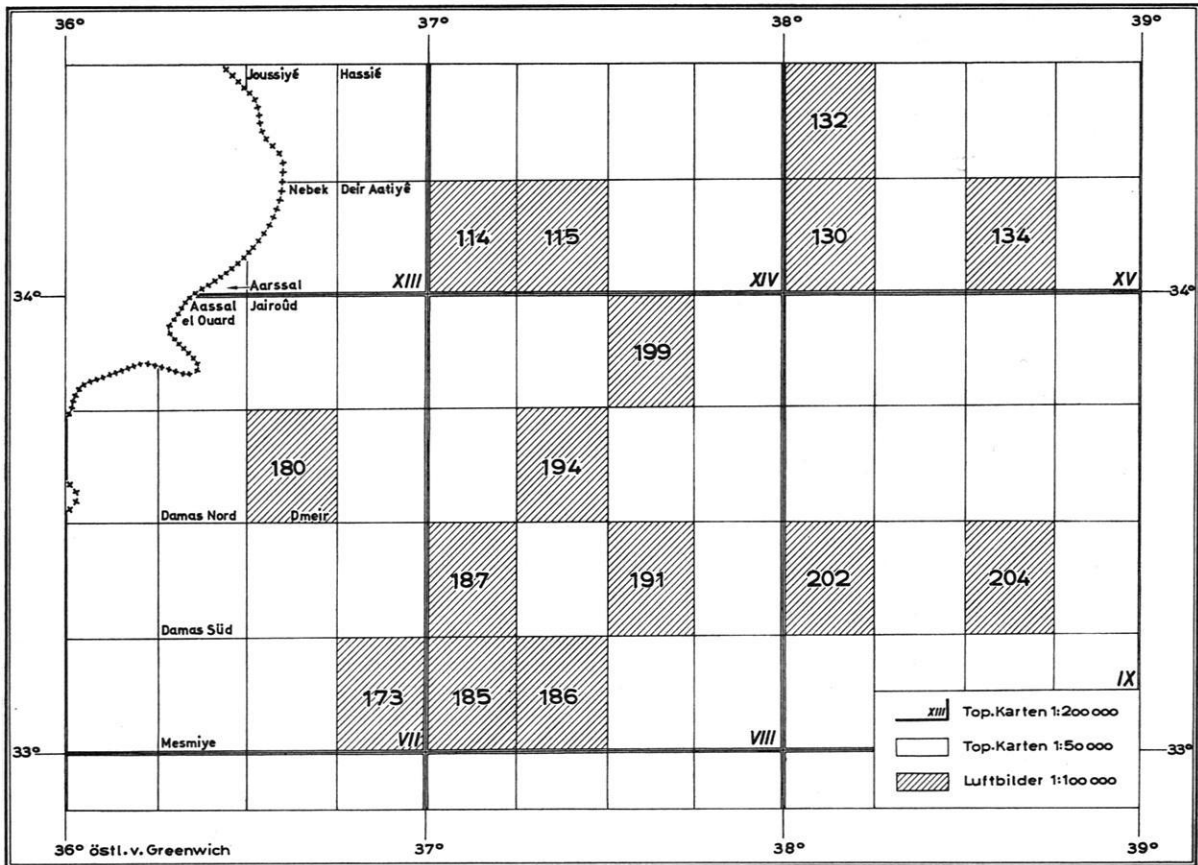 36° 37° 38° 39°
Joussiyé Hassié
132
Nebek Deir Aatiyê
114 115 130 134
Aarssal XIII XIV XV
34° 34°
Aassal Jairoûd
el Ouard
199
180 194
Damas Nord Dmeir
187 191 202 204
Damas Süd
173 185 186 IX
XIII Top.Karten 1:200 000
Mesmiye VII VIII Top.Karten 1:50 000
33° 33°
Luftbilder 1:100 000
36° östl.v. Greenwich 37° 38° 39°